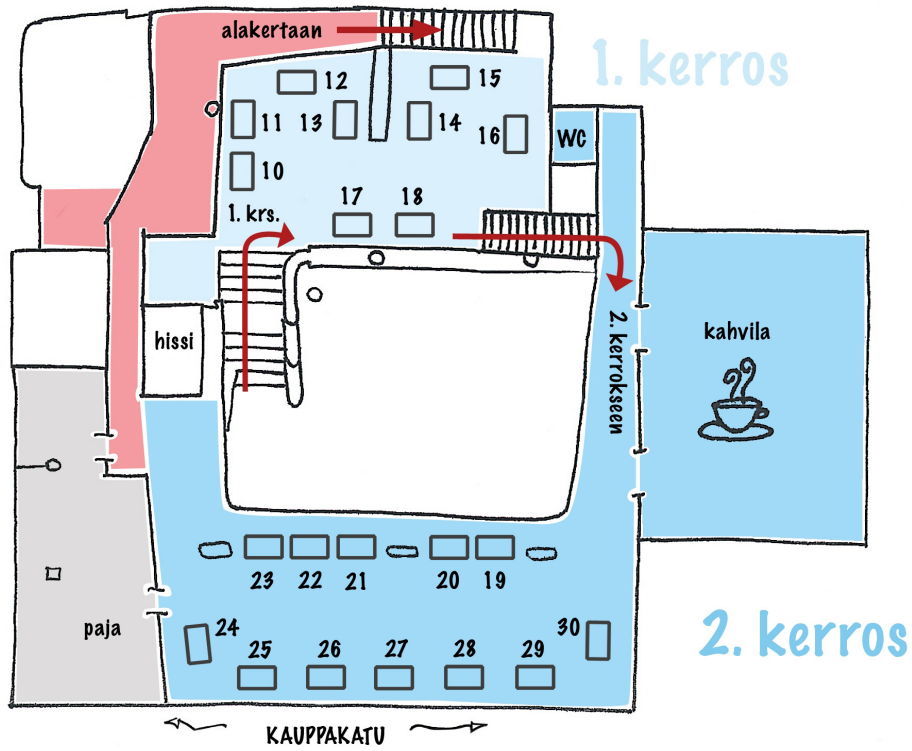 alakertaan
1. kerros
12
15
11
13
14
16
WC
10
17
18
1. krs.
hissi
2. kerrokseen
kahvila
23
22
21
20
19
paja
24
25
26
27
28
29
30
2. kerros
KAUPPAKATU